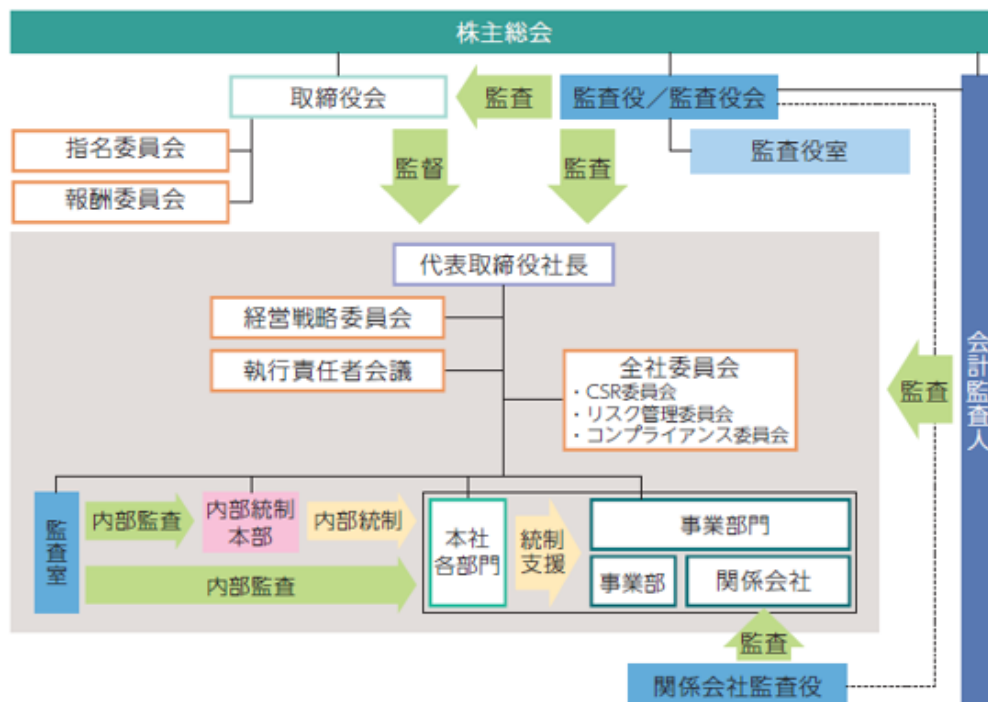 株主総会
取締役会
監査
監査役／監査役会
指名委員会
報酬委員会
監督
監査
監査役室
代表取締役社長
経営戦略委員会
執行責任者会議
全社委員会
・CSR委員会
・リスク管理委員会
・コンプライアンス委員会
監査
会計監査人
監査室
内部監査
内部統制
本部
内部統制
内部監査
本社
各部門
統制
支援
事業部門
事業部
関係会社
監査
関係会社監査役